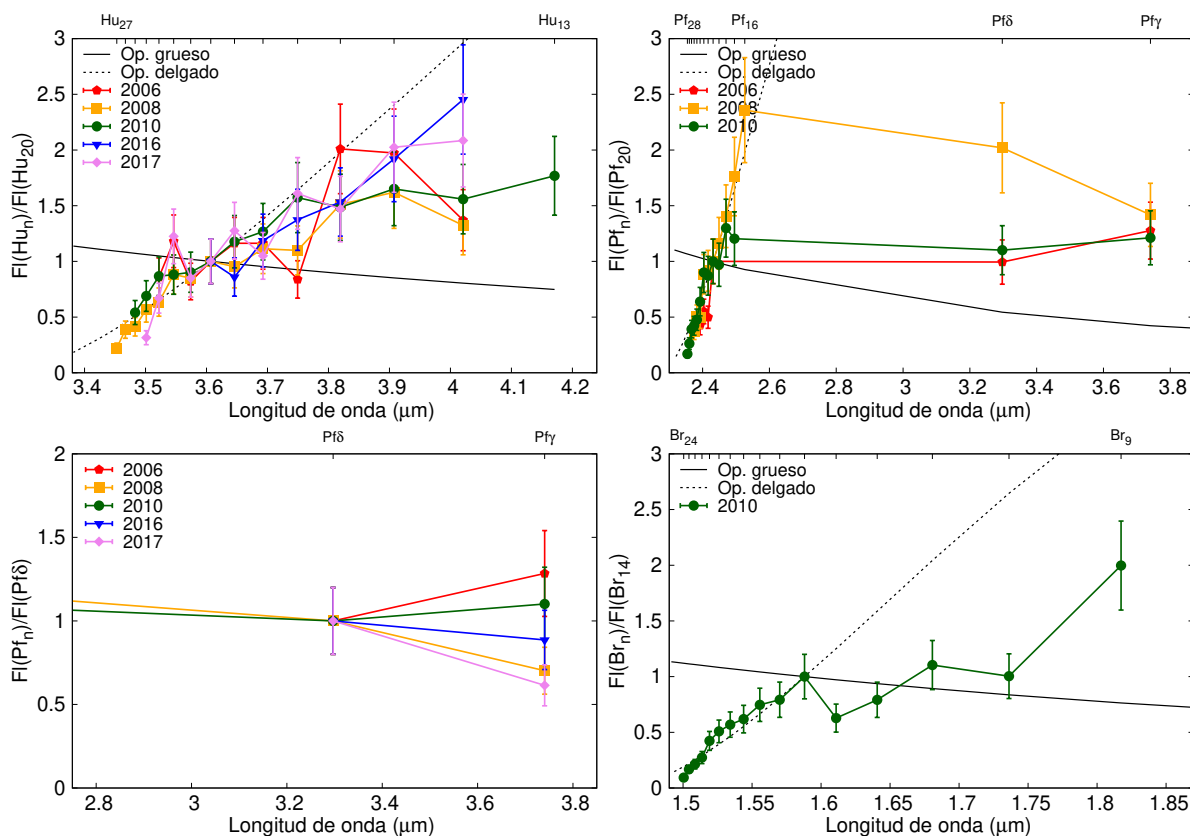 Hu27 Hu13
Fl(Hun)/Fl(Hu20)
3
2.5
2
1.5
1
0.5
0
Op. grueso
Op. delgado
2006
2008
2010
2016
2017
3.4 3.5 3.6 3.7 3.8 3.9 4 4.1 4.2
Longitud de onda (μm)
Pf28 Pf16 Pfδ Pfγ
Fl(Pfn)/Fl(Pf20)
3
2.5
2
1.5
1
0.5
0
Op. grueso
Op. delgado
2006
2008
2010
2.4 2.6 2.8 3 3.2 3.4 3.6 3.8
Longitud de onda (μm)
Pfδ Pfγ
Fl(Pfn)/Fl(Pfδ)
2
1.5
1
0.5
0
2006
2008
2010
2016
2017
2.8 3 3.2 3.4 3.6 3.8
Longitud de onda (μm)
Br24 Br9
Fl(Brn)/Fl(Br14)
3
2.5
2
1.5
1
0.5
0
Op. grueso
Op. delgado
2010
1.5 1.55 1.6 1.65 1.7 1.75 1.8 1.85
Longitud de onda (μm)